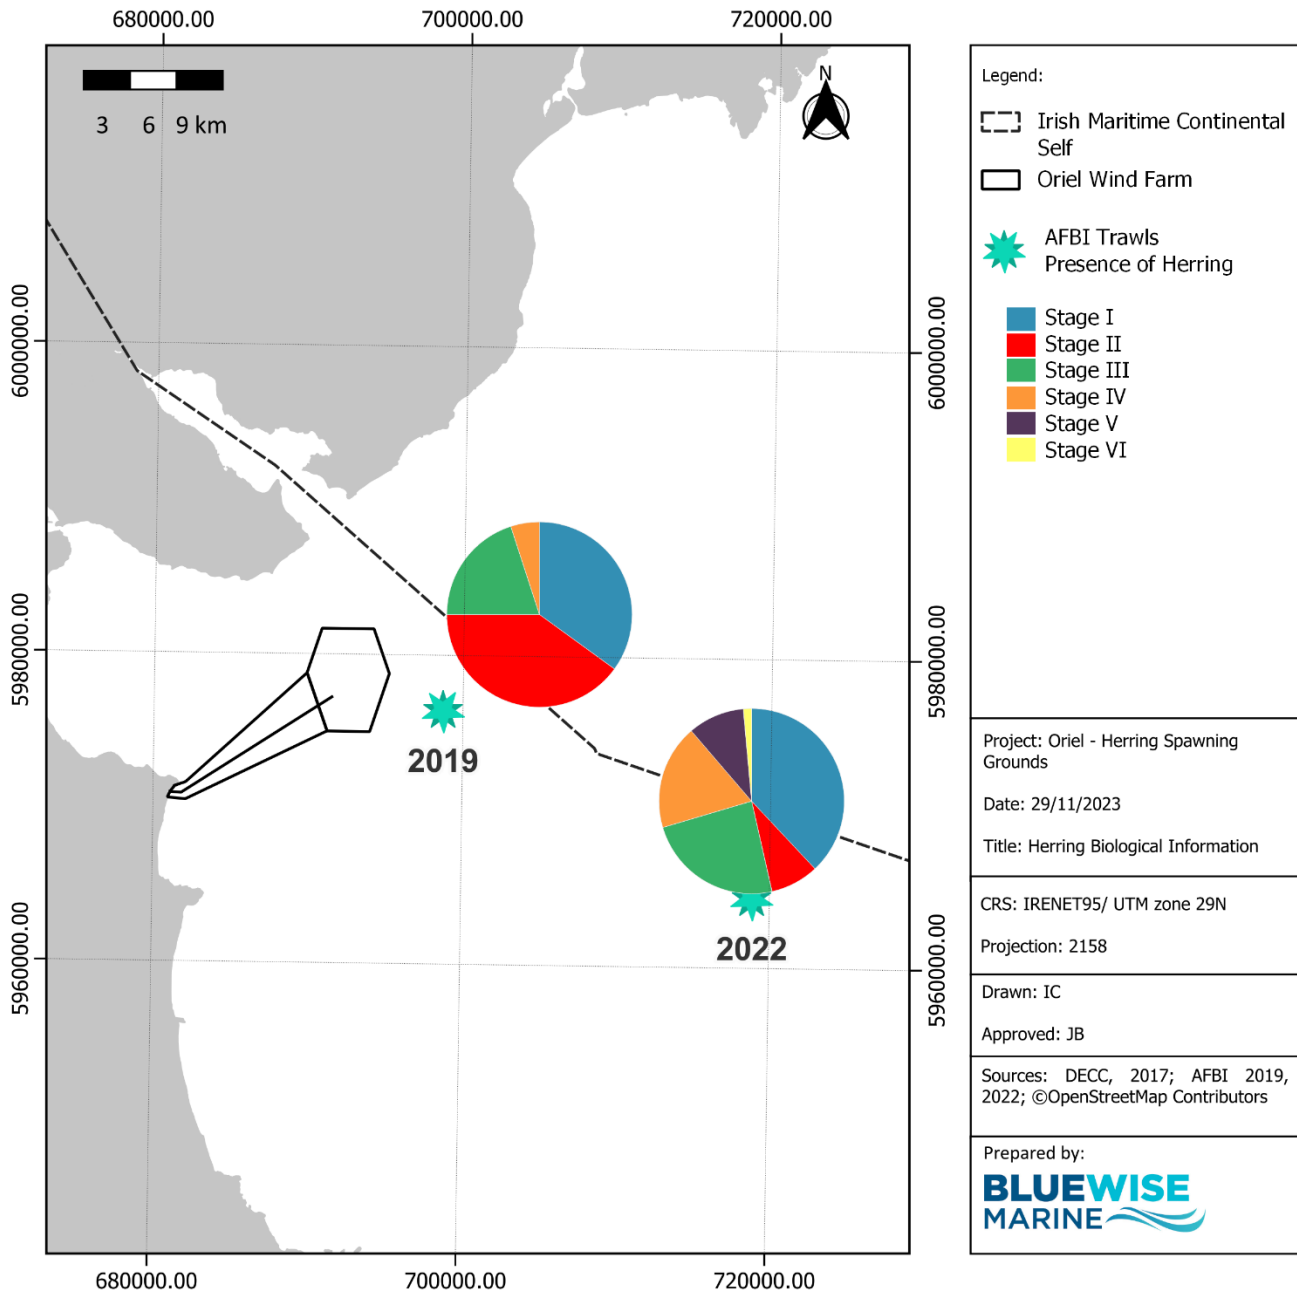 680000.00
700000.00
720000.00
N
3 6 9 km
6000000.00
5980000.00
5960000.00
6000000.00
5980000.00
5960000.00
2019
2022
680000.00
700000.00
720000.00
Legend:
Irish Maritime Continental
Self
Oriel Wind Farm
AFBI Trawls
Presence of Herring
Stage I
Stage II
Stage III
Stage IV
Stage V
Stage VI
Project: Oriel - Herring Spawning
Grounds
Date: 29/11/2023
Title: Herring Biological Information
CRS: IRENET95/ UTM zone 29N
Projection: 2158
Drawn: IC
Approved: JB
Sources: DECC, 2017; AFBI 2019,
2022; ©OpenStreetMap Contributors
Prepared by:
BLUEWISE
MARINE